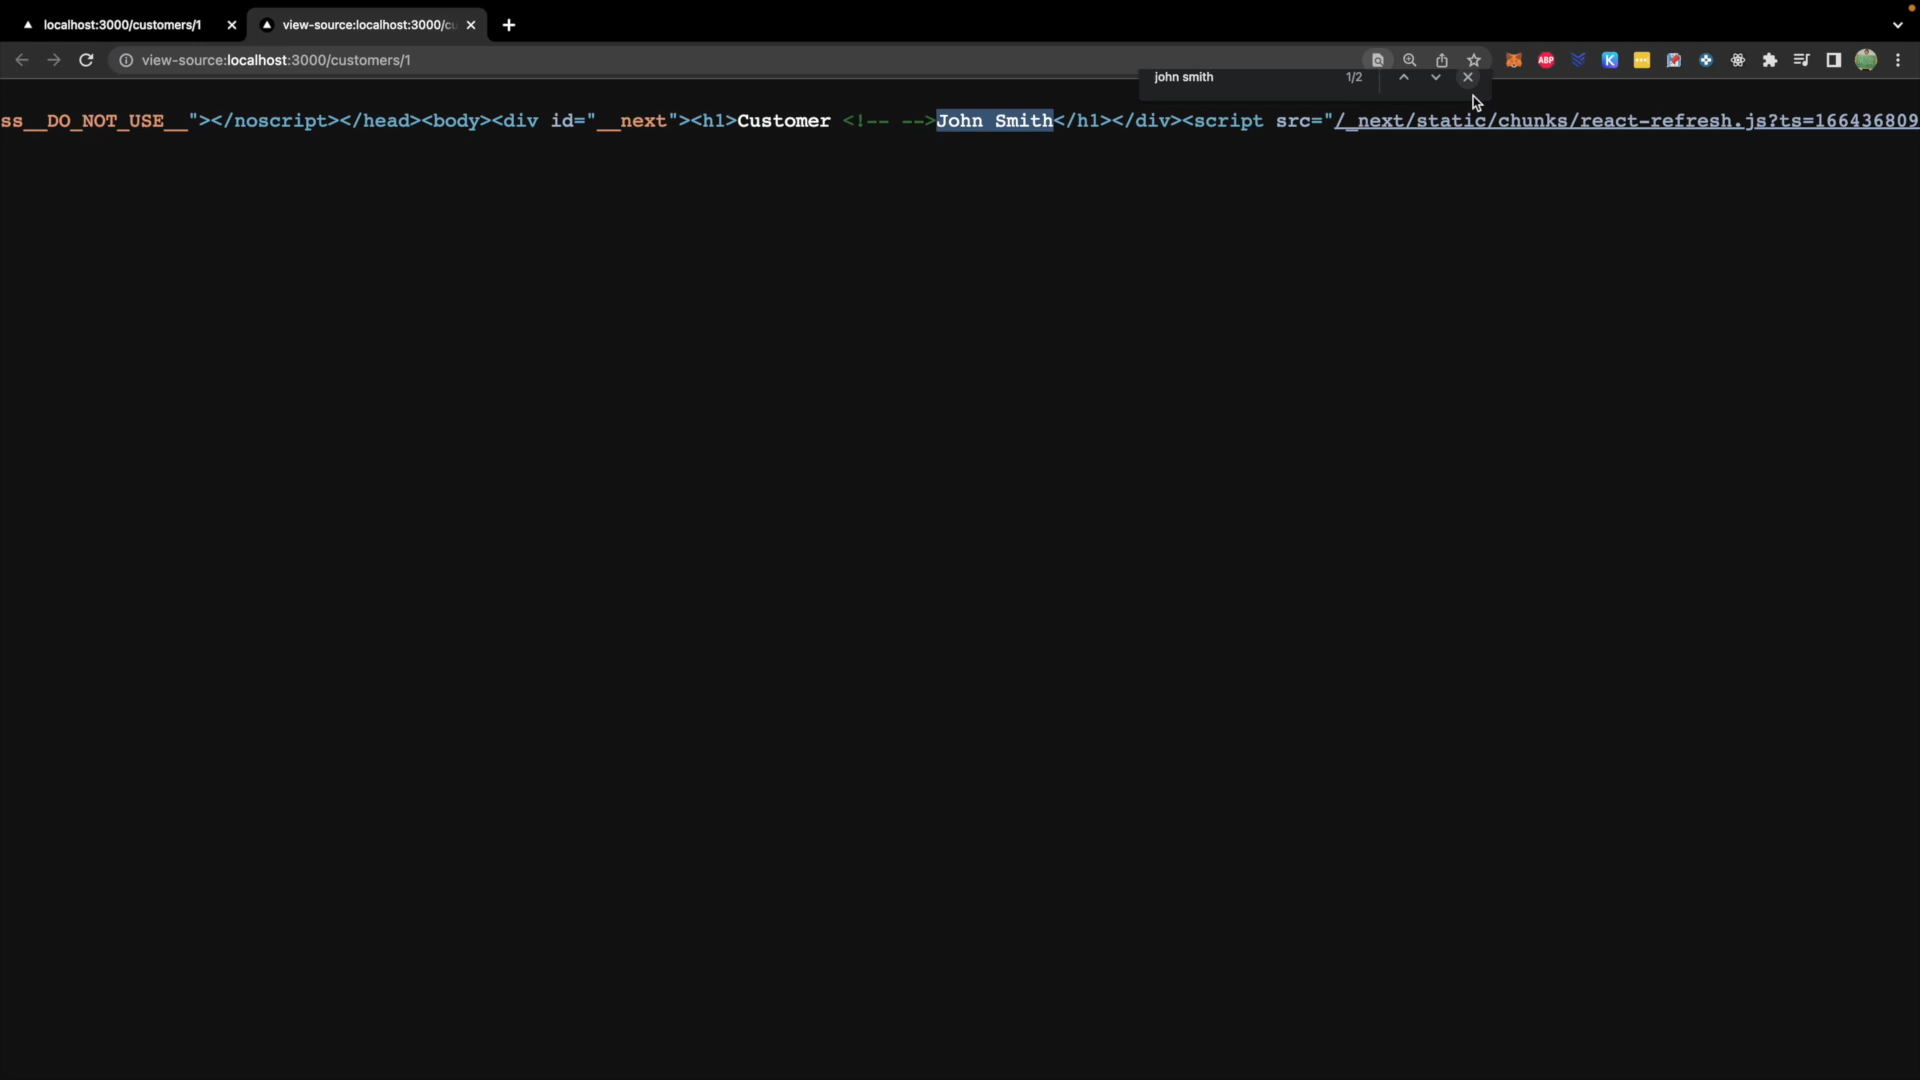 localhost:3000/customers/1
view-source:localhost:3000/cu
view-source:localhost:3000/customers/1
ABP
K
john smith
1/2
ss__DO_NOT_USE__"></noscript></head><body><div id="__next"><h1>Customer <!-- -->John Smith</h1></div><script src="/_next/static/chunks/react-refresh.js?ts=166436809